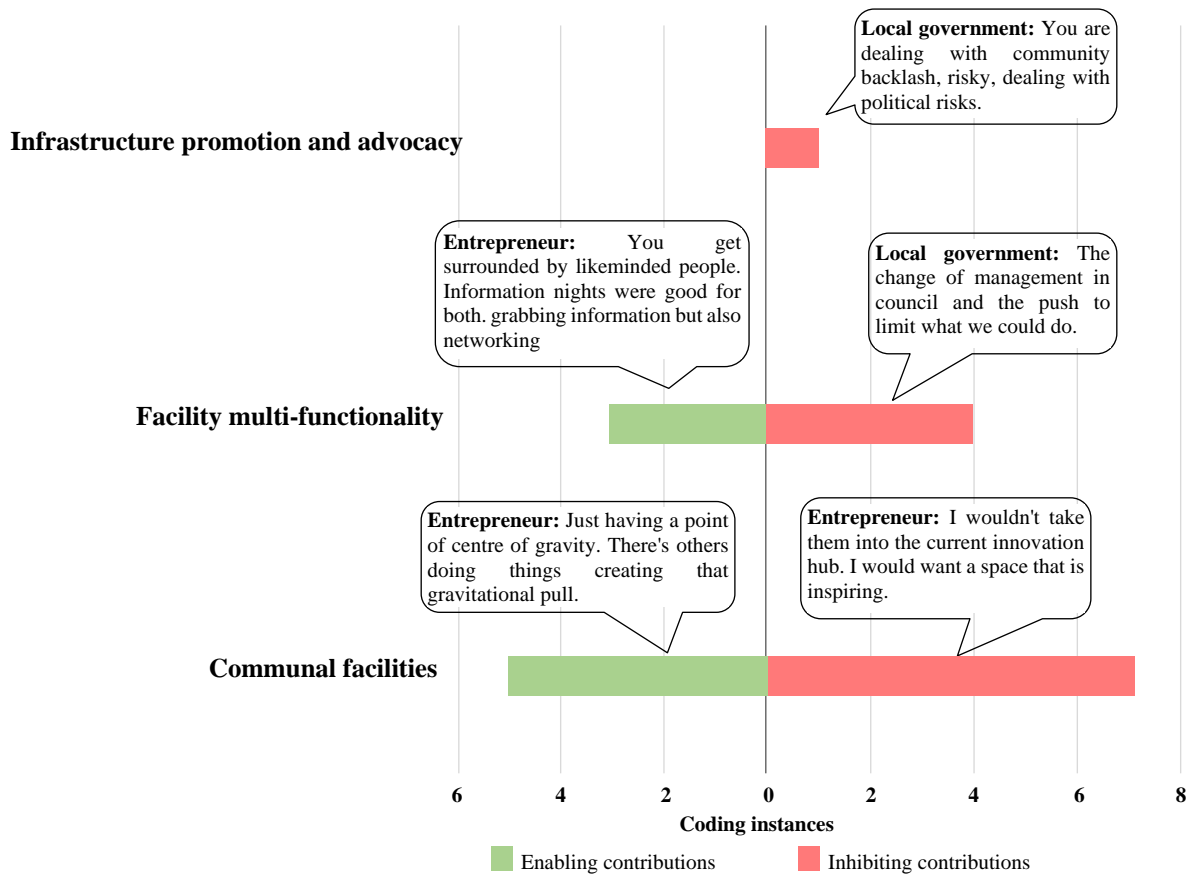 Local government: You are
dealing with community
backlash, risky, dealing with
political risks.
Infrastructure promotion and advocacy
Entrepreneur: You get
surrounded by likeminded people.
Information nights were good for
both. grabbing information but also
networking
Local government: The
change of management in
council and the push to
limit what we could do.
Facility multi-functionality
Entrepreneur: Just having a point
of centre of gravity. There's others
doing things creating that
gravitational pull.
Entrepreneur: I wouldn't take
them into the current innovation
hub. I would want a space that is
inspiring.
Communal facilities
6 4 2 0 2 4 6 8
Coding instances
Enabling contributions
Inhibiting contributions